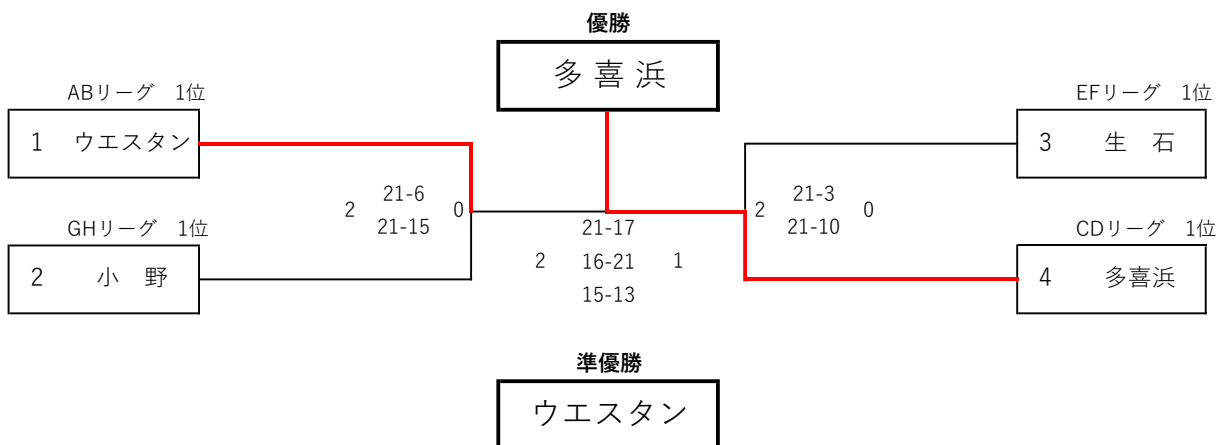 優勝
多喜浜
ABリーグ 1位
1 ウエスタン
GHリーグ 1位
2 小野
2 21-6 0
21-15
21-17
2 16-21 1
15-13
2 21-3 0
21-10
EFリーグ 1位
3 生石
CDリーグ 1位
4 多喜浜
準優勝
ウエスタン